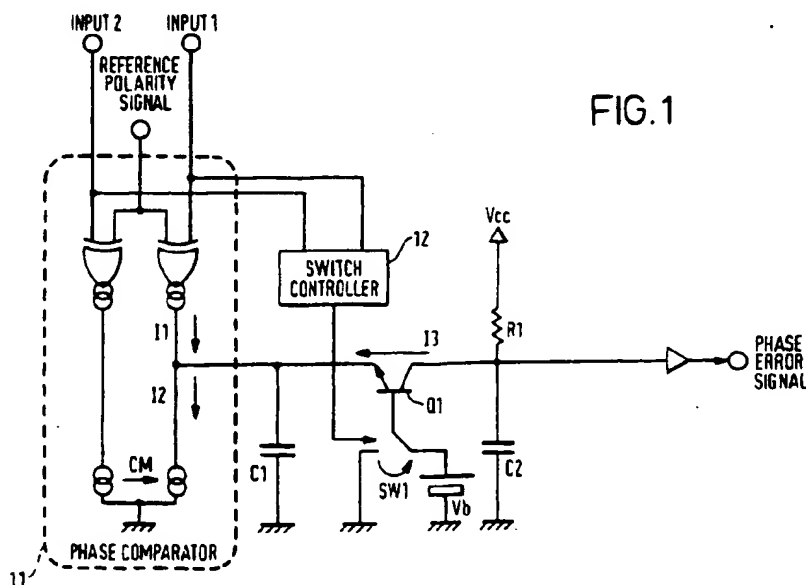 INPUT 2
INPUT 1
REFERENCE
POLARITY
SIGNAL
FIG.1
12
Vcc
SWITCH
CONTROLLER
I1
I3
R1
PHASE
ERROR
SIGNAL
I2
Q1
CM
C1
SW1
Vb
C2
PHASE COMPARATOR
11